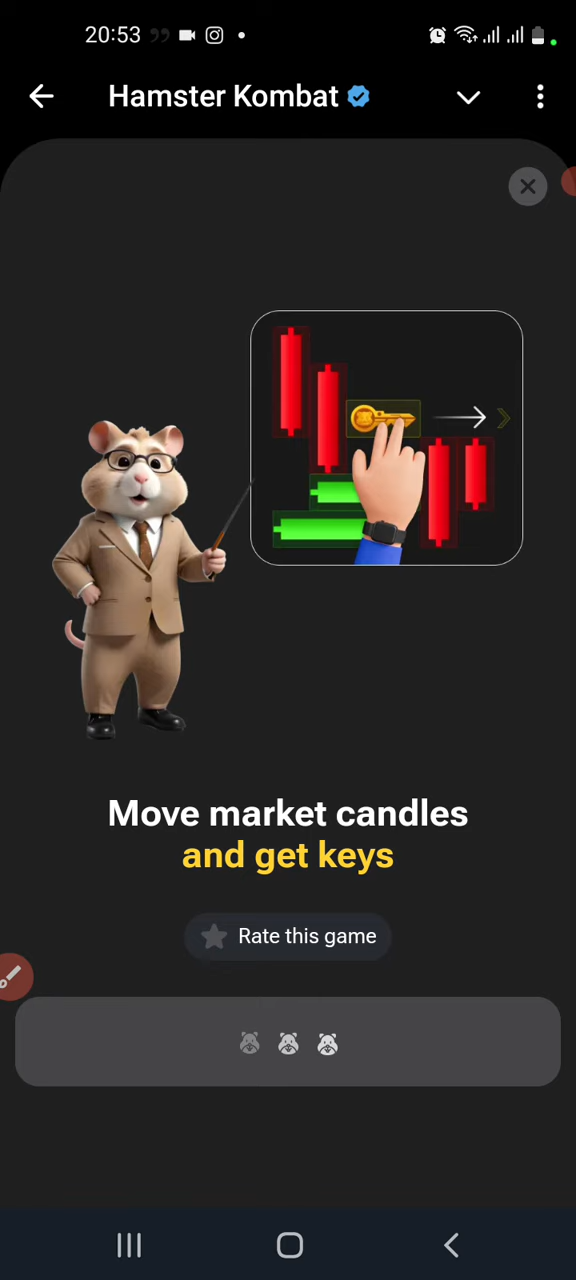 20:53
Hamster Kombat
Move market candles
and get keys
Rate this game